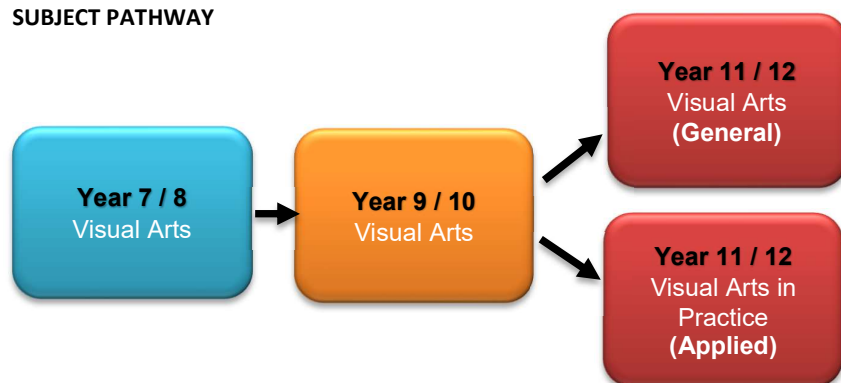 SUBJECT PATHWAY
Year 7 / 8
Visual Arts
Year 9 / 10
Visual Arts
Year 11 / 12
Visual Arts
(General)
Year 11 / 12
Visual Arts in
Practice
(Applied)